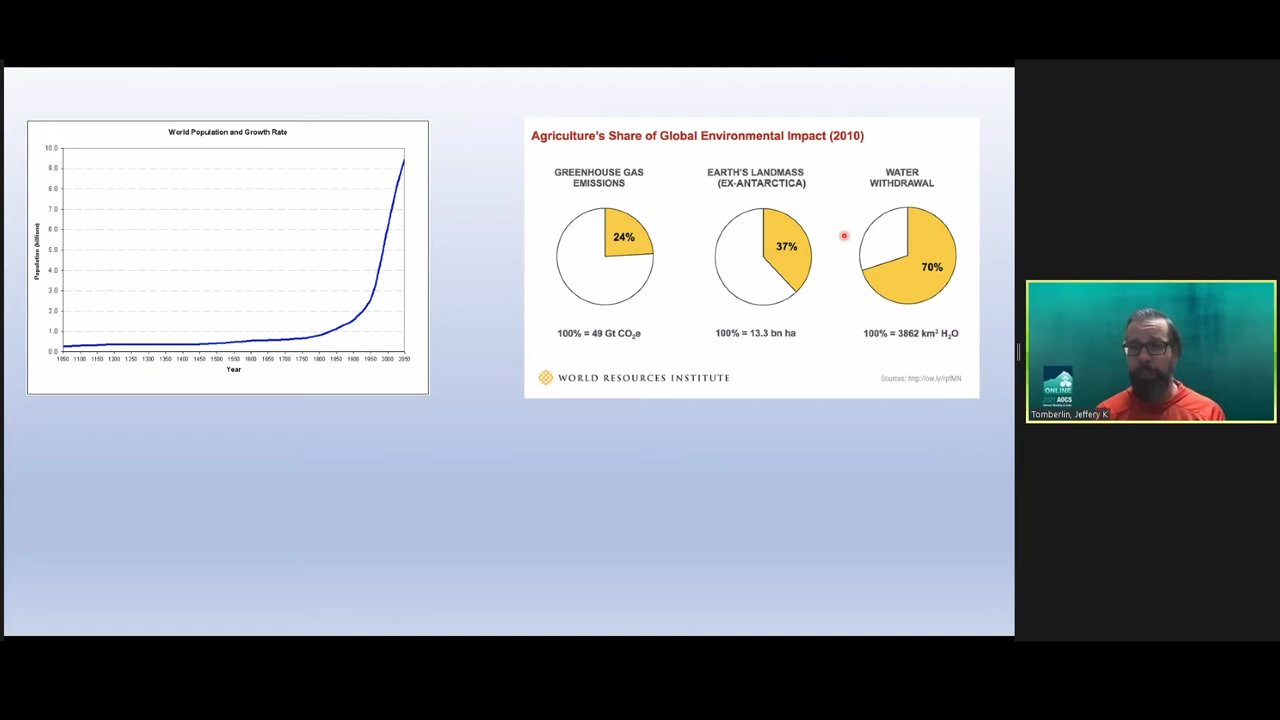 World Population and Growth Rate
10.0
9.0
8.0
7.0
6.0
5.0
4.0
3.0
2.0
1.0
0.0
Population (billions)
1050 1100 1150 1200 1250 1300 1350 1400 1450 1500 1550 1600 1650 1700 1750 1800 1850 1900 1950 2000 2050
Year
Agriculture's Share of Global Environmental Impact (2010)
GREENHOUSE GAS
EMISSIONS
24%
100% = 49 Gt CO₂e
EARTH'S LANDMASS
(EX-ANTARCTICA)
37%
100% = 13.3 bn ha
WATER
WITHDRAWAL
70%
100% = 3862 km³ H₂O
WORLD RESOURCES INSTITUTE
Sources: http://ow.ly/rpfMN
ONLINE
2021 AOCS
Tomberlin, Jeffery K